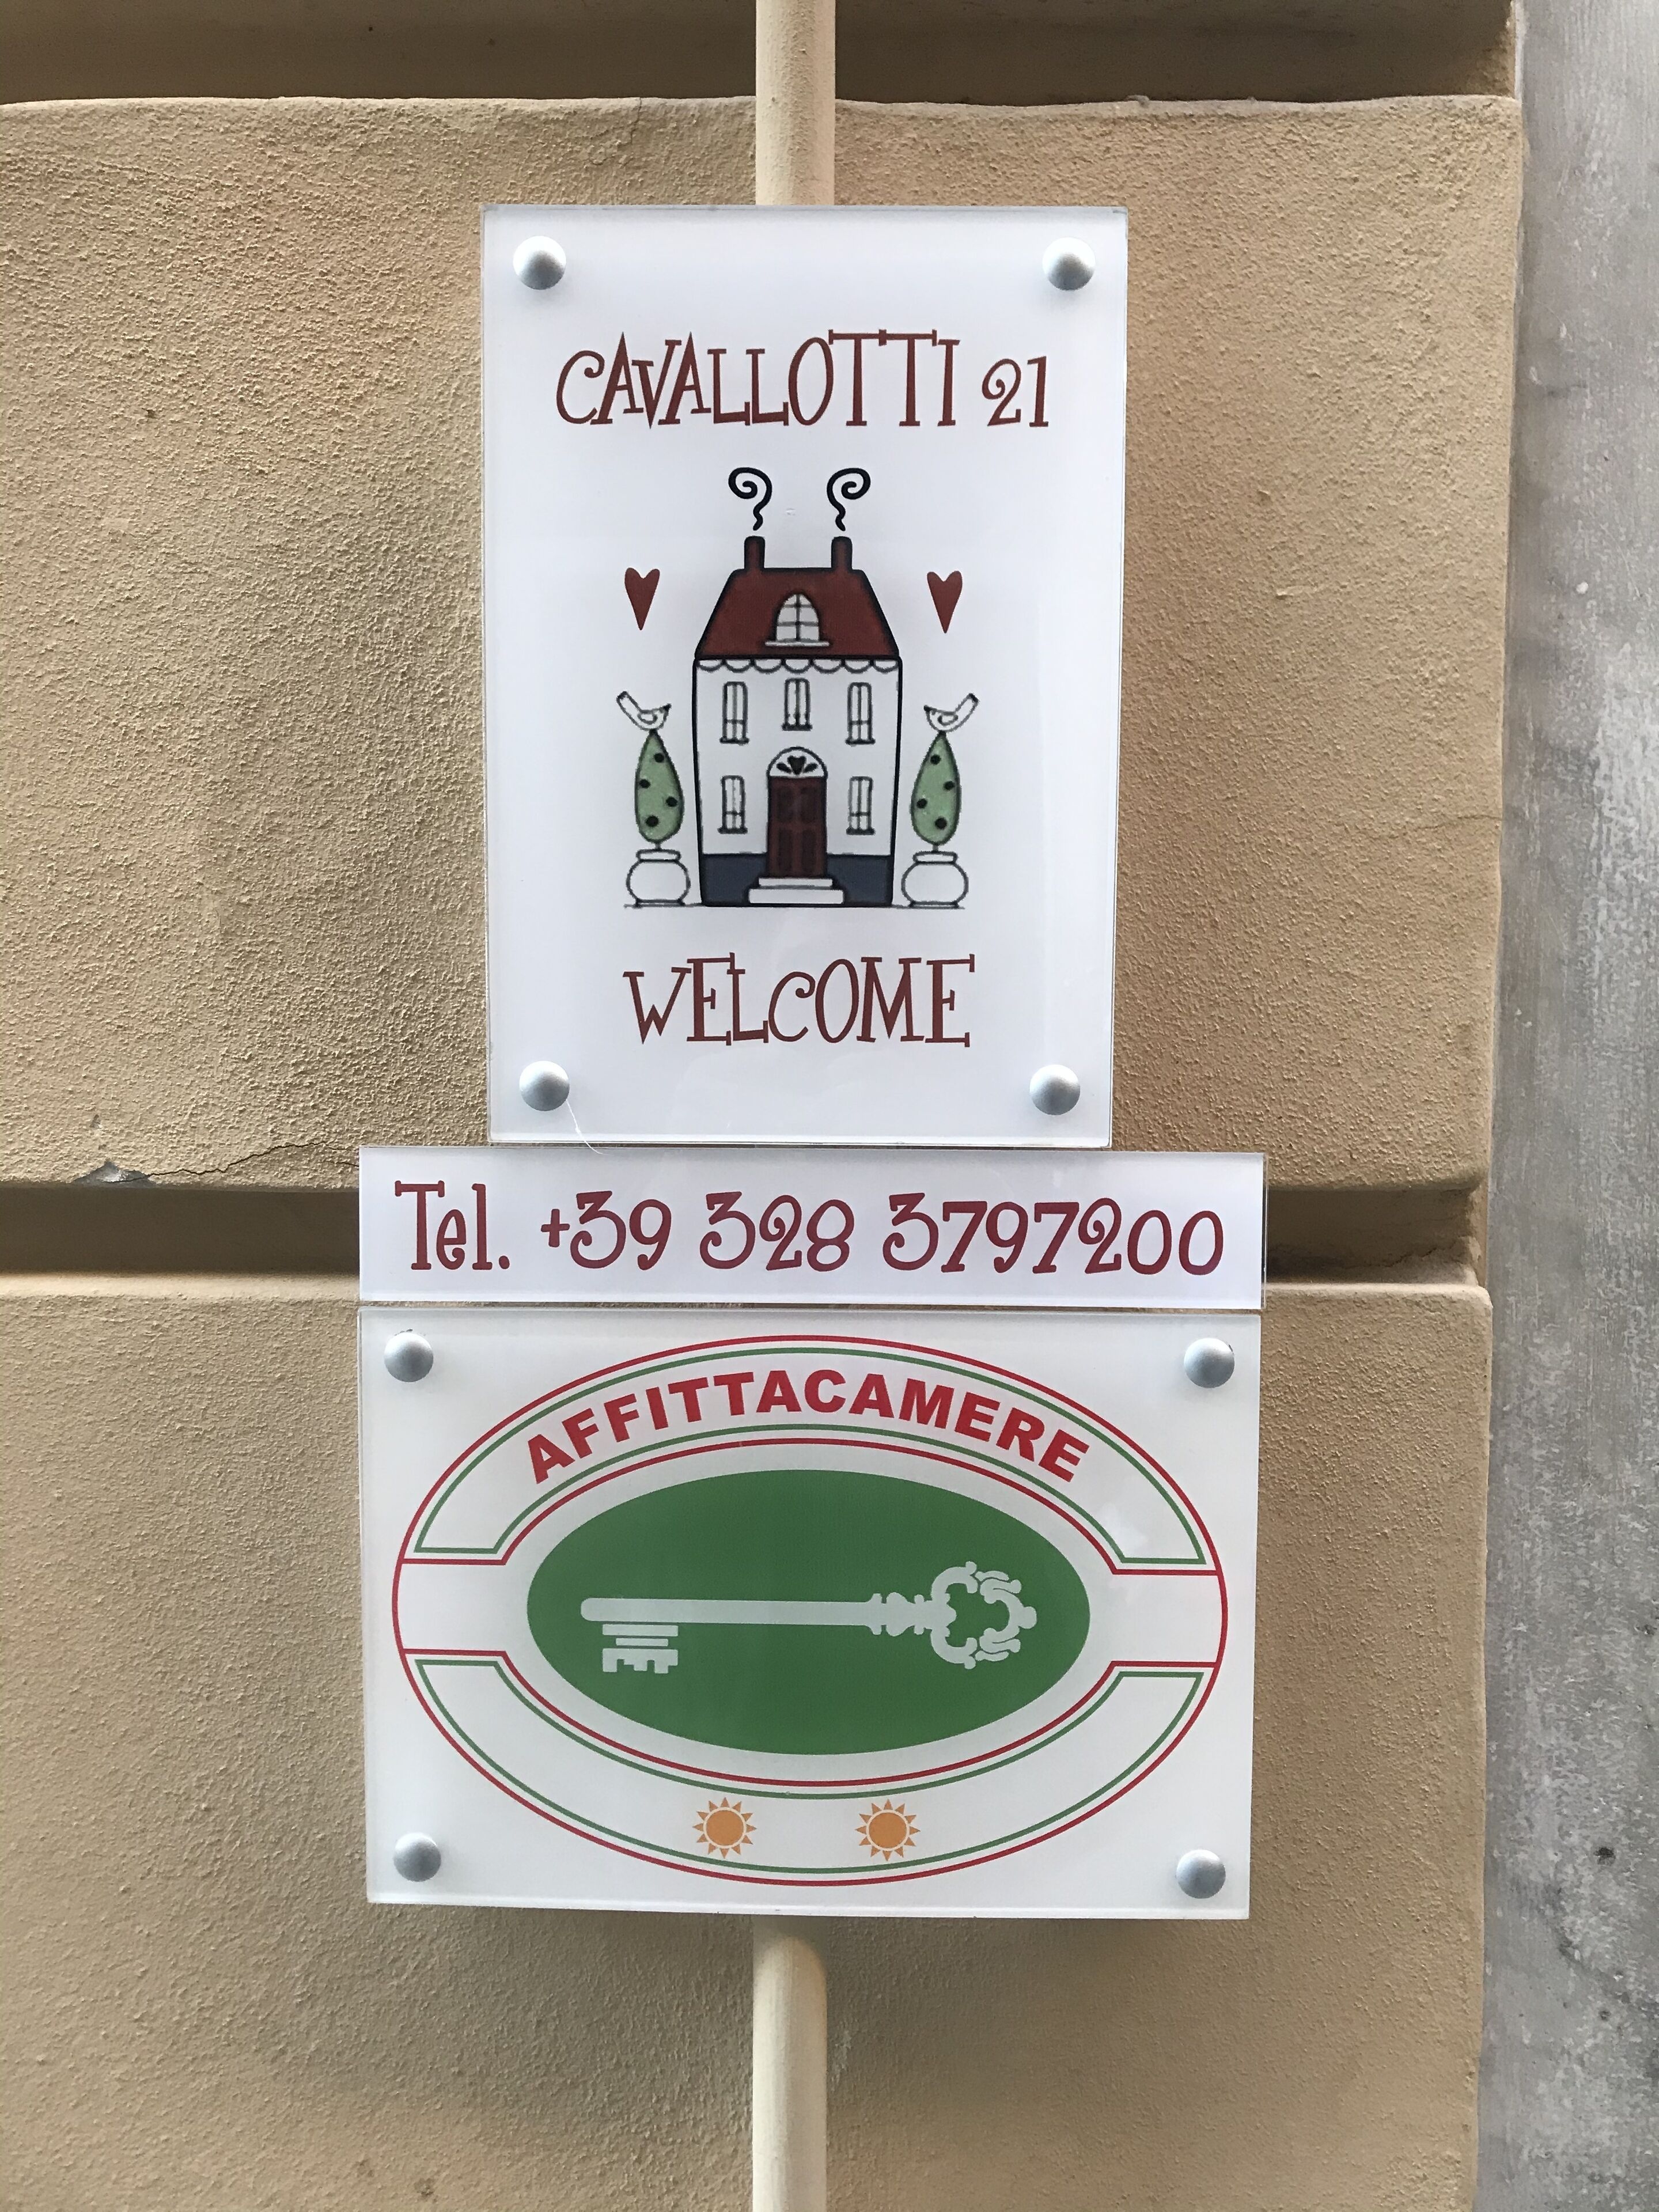 CAVALLOTTI 21
WELCOME
Tel. +39 328 3797200
AFFITTACAMERE